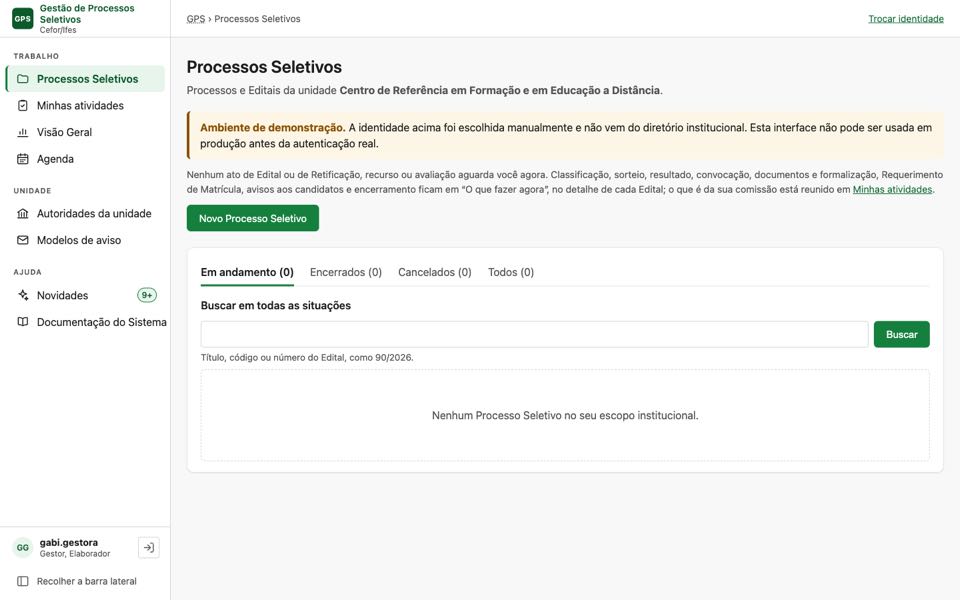 GPS
Gestão de Processos
Seletivos
Cefor/Ifes
GPS › Processos Seletivos
Trocar identidade
TRABALHO
Processos Seletivos
Minhas atividades
Visão Geral
Agenda
UNIDADE
Autoridades da unidade
Modelos de aviso
AJUDA
Novidades
9+
Documentação do Sistema
GG
gabi.gestora
Gestor, Elaborador
Recolher a barra lateral
Processos Seletivos
Processos e Editais da unidade Centro de Referência em Formação e em Educação a Distância.
Ambiente de demonstração. A identidade acima foi escolhida manualmente e não vem do diretório institucional. Esta interface não pode ser usada em
produção antes da autenticação real.
Nenhum ato de Edital ou de Retificação, recurso ou avaliação aguarda você agora. Classificação, sorteio, resultado, convocação, documentos e formalização, Requerimento
de Matrícula, avisos aos candidatos e encerramento ficam em “O que fazer agora”, no detalhe de cada Edital; o que é da sua comissão está reunido em Minhas atividades.
Novo Processo Seletivo
Em andamento (0) Encerrados (0) Cancelados (0) Todos (0)
Buscar em todas as situações
Buscar
Título, código ou número do Edital, como 90/2026.
Nenhum Processo Seletivo no seu escopo institucional.